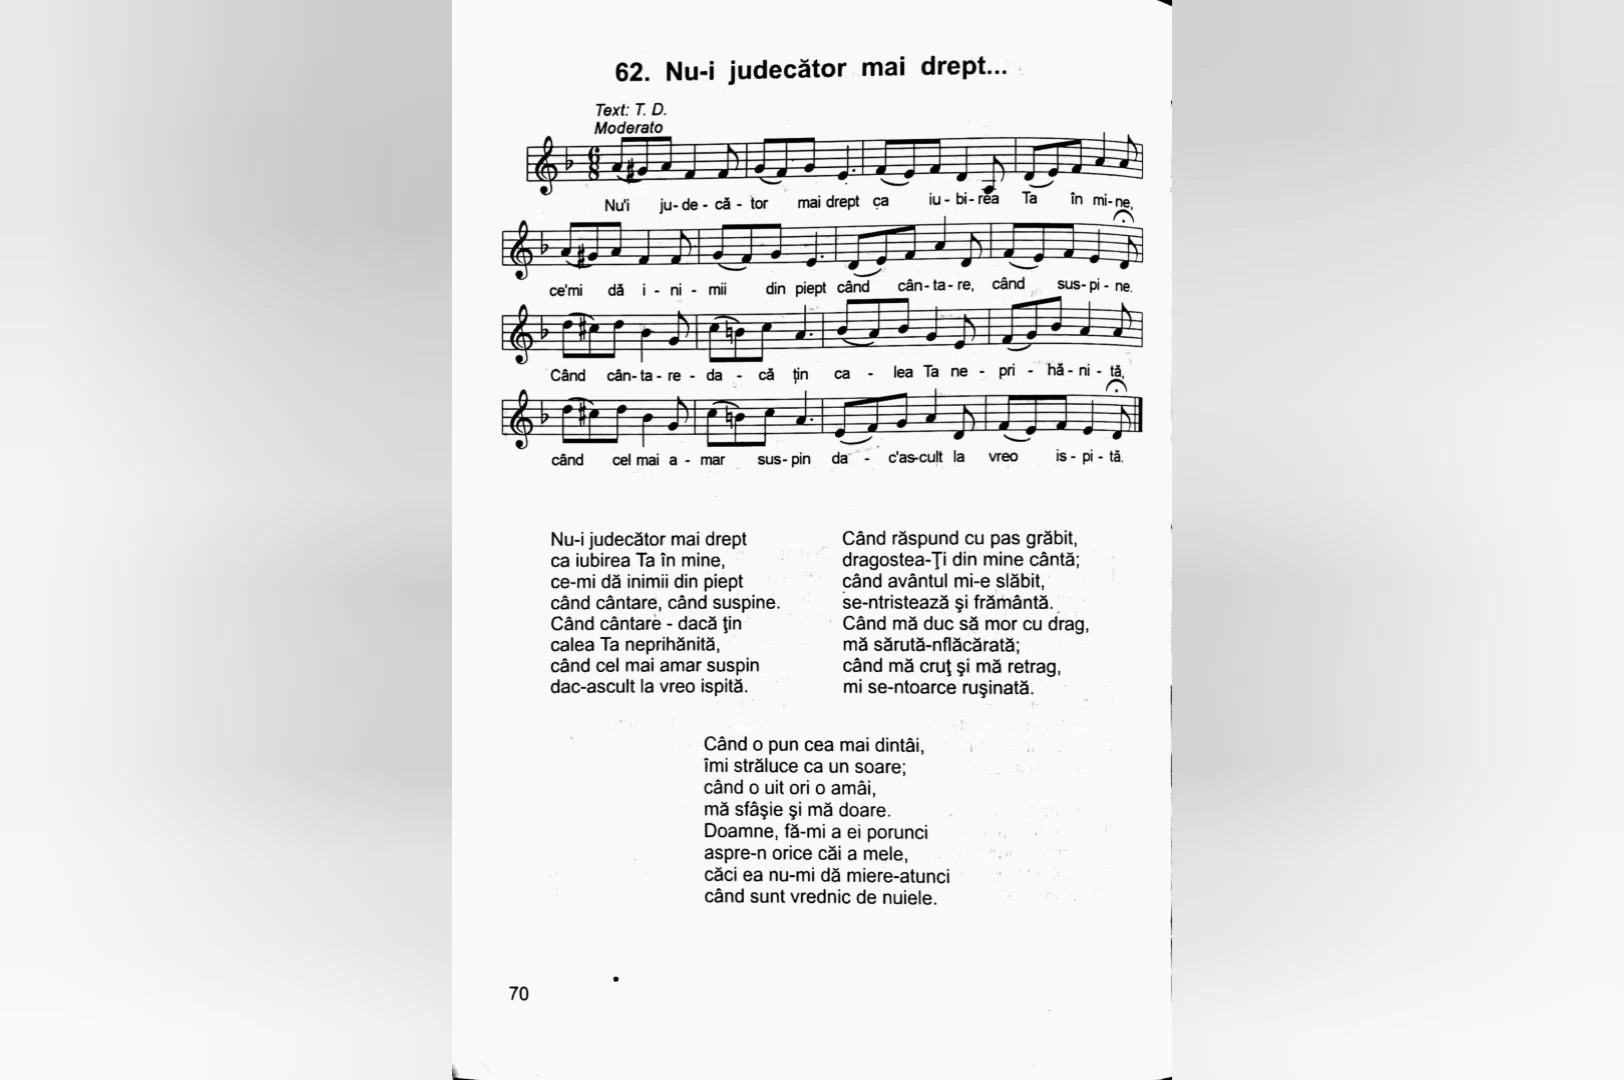 62. Nu-i judecător mai drept...
Text: T. D.
Moderato
Nu'i ju-de-că-tor mai drept ca iu-bi-rea Ta în mi-ne,
ce'mi dă i-ni-mii din piept când cân-ta-re, când sus-pi-ne.
Când cân-ta-re-da-că țin ca-lea Ta ne-pri-hă-ni-tă,
când cel mai a-mar sus-pin da-c'as-cult la vreo is-pi-tă.
Nu-i judecător mai drept
ca iubirea Ta în mine,
ce-mi dă inimii din piept
când cântare, când suspine.
Când cântare - dacă ţin
calea Ta neprihănită,
când cel mai amar suspin
dac-ascult la vreo ispită.
Când răspund cu pas grăbit,
dragostea-Ţi din mine cântă;
când avântul mi-e slăbit,
se-ntristează şi frământă.
Când mă duc să mor cu drag,
mă sărută-nflăcărată;
când mă cruţ şi mă retrag,
mi se-ntoarce ruşinată.
Când o pun cea mai dintâi,
îmi străluce ca un soare;
când o uit ori o amâi,
mă sfâşie şi mă doare.
Doamne, fă-mi a ei porunci
aspre-n orice căi a mele,
căci ea nu-mi dă miere-atunci
când sunt vrednic de nuiele.
70